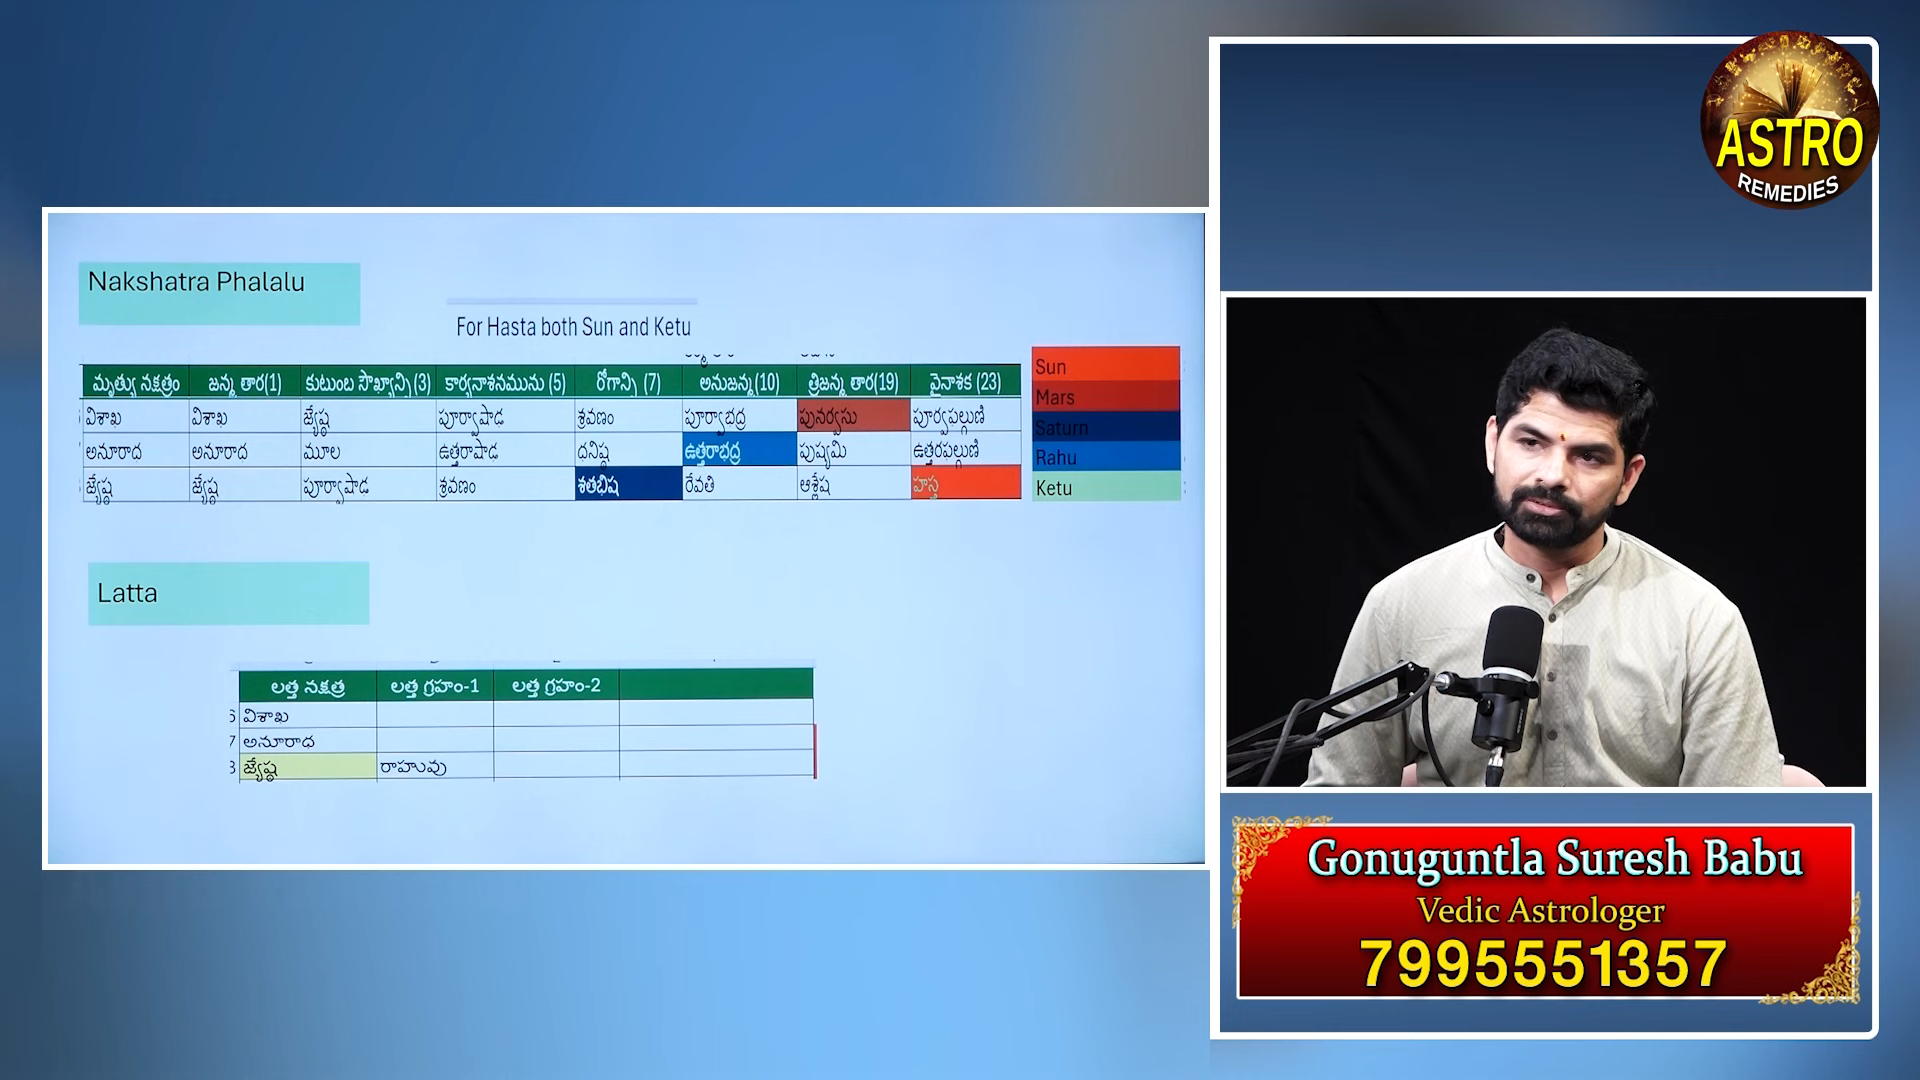 Nakshatra Phalalu
For Hasta both Sun and Ketu
మృత్యు నక్షత్రం జన్మ తార(1) కుటుంబ సౌఖ్యాన్ని(3) కార్యనాశనమును (5) రోగాన్ని (7) అనుజన్మ(10) త్రిజన్మ తార(19) వైనాశక (23)
విశాఖ విశాఖ జ్యేష్ఠ పూర్వాషాడ శ్రవణం పూర్వాభద్ర పునర్వసు పూర్వఫల్గుణి
అనూరాద అనూరాధ మూల ఉత్తరాషాడ ధనిష్ఠ ఉత్తరాభద్ర పుష్యమి ఉత్తరఫల్గుణి
జ్యేష్ఠ జ్యేష్ఠ పూర్వాషాడ శ్రవణం శతభిష రేవతి ఆశ్లేష హస్త
Sun
Mars
Saturn
Rahu
Ketu
Latta
లత్త నక్షత్ర లత్త గ్రహం-1 లత్త గ్రహం-2
విశాఖ
7 అనూరాధ
జ్యేష్ఠ రాహువు
ASTRO
REMEDIES
Gonuguntla Suresh Babu
Vedic Astrologer
7995551357